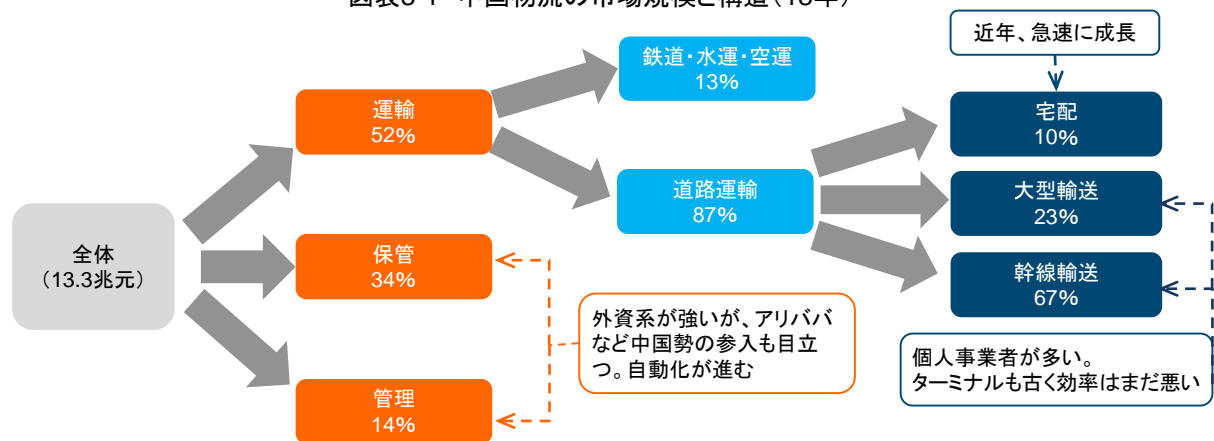 近年、急速に成長
鉄道・水運・空運
13%
運輸
52%
宅配
10%
道路運輸
87%
大型輸送
23%
全体
(13.3兆元)
保管
34%
幹線輸送
67%
外資系が強いが、アリババ
など中国勢の参入も目立
つ。自動化が進む
個人事業者が多い。
ターミナルも古く効率はまだ悪い
管理
14%